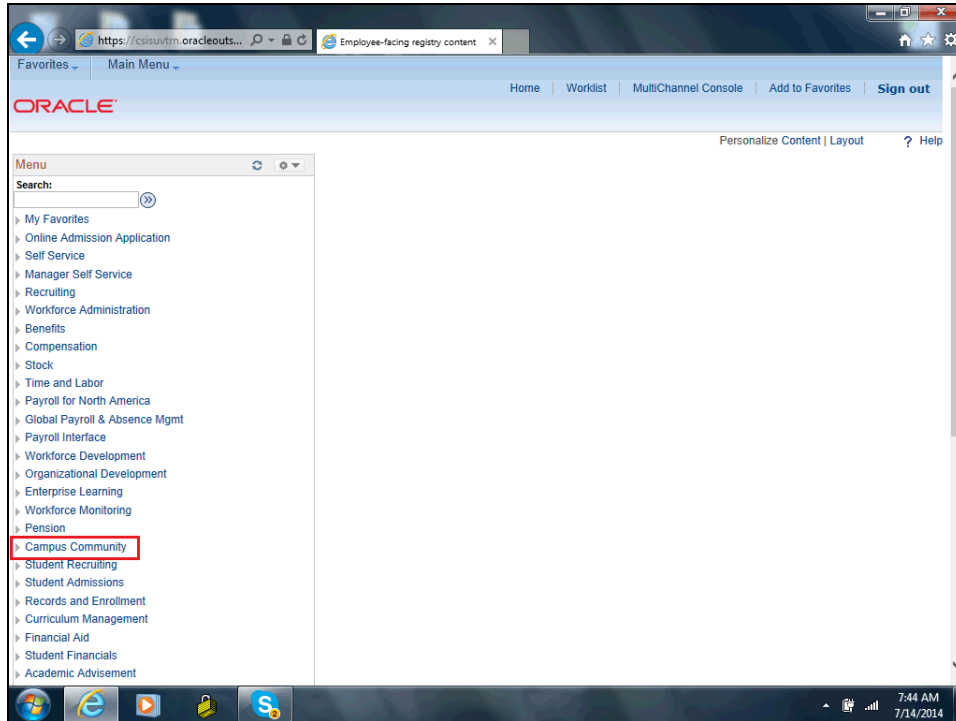 https://csisuvtrn.oracleouts...
Employee-facing registry content
Favorites
Main Menu
Home
Worklist
MultiChannel Console
Add to Favorites
Sign out
ORACLE
Personalize Content | Layout
? Help
Menu
Search:
My Favorites
Online Admission Application
Self Service
Manager Self Service
Recruiting
Workforce Administration
Benefits
Compensation
Stock
Time and Labor
Payroll for North America
Global Payroll & Absence Mgmt
Payroll Interface
Workforce Development
Organizational Development
Enterprise Learning
Workforce Monitoring
Pension
Campus Community
Student Recruiting
Student Admissions
Records and Enrollment
Curriculum Management
Financial Aid
Student Financials
Academic Advisement
7:44 AM
7/14/2014